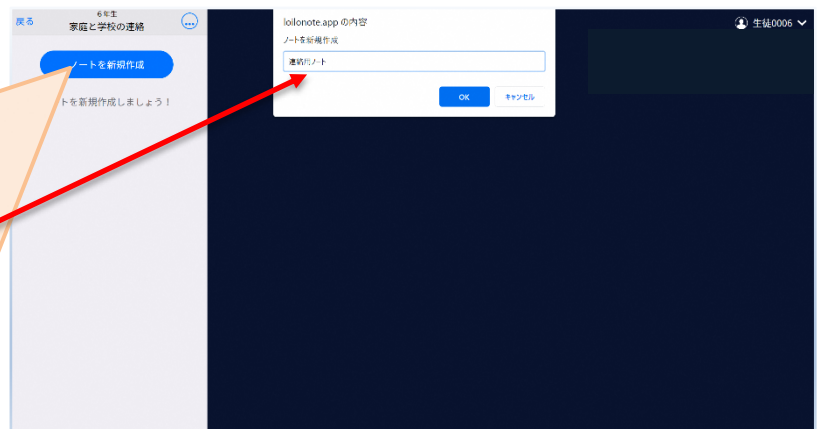 戻る
6年生
家庭と学校の連絡
ノートを新規作成
トを新規作成しましょう！
loilonote.app の内容
ノートを新規作成
連絡用ノート
OK
キャンセル
生徒0006